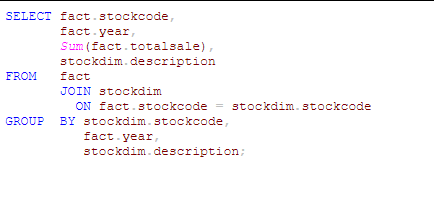 SELECT fact.stockcode,
       fact.year,
       Sum(fact.totalsale),
       stockdim.description
FROM   fact
       JOIN stockdim
         ON fact.stockcode = stockdim.stockcode
GROUP  BY stockdim.stockcode,
          fact.year,
          stockdim.description;